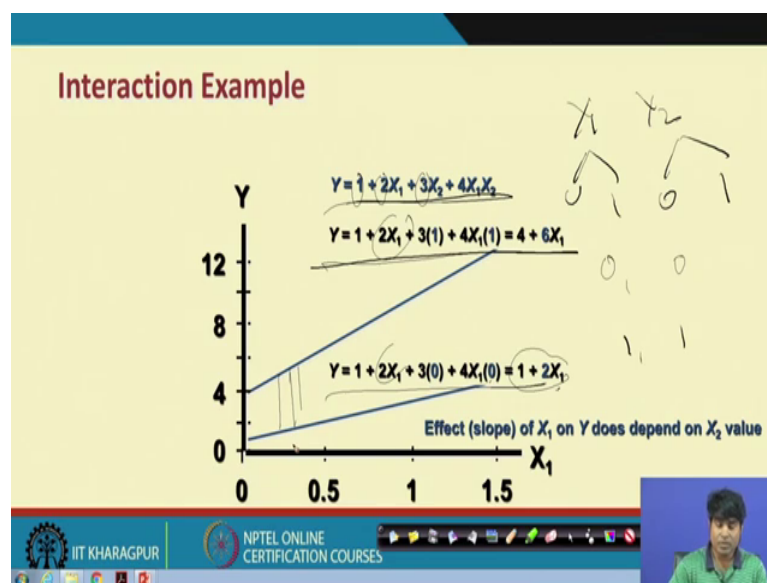 Interaction Example
X1 X2
0 1 0 1
0, 0
1, 1
Y
Y = 1 + 2X₁ + 3X₂ + 4X₁X₂
Y = 1 + 2X₁ + 3(1) + 4X₁(1) = 4 + 6X₁
12
8
Y = 1 + 2X₁ + 3(0) + 4X₁(0) = 1 + 2X₁
4
Effect (slope) of X₁ on Y does depend on X₂ value
0
X₁
0 0.5 1 1.5
IIT KHARAGPUR
NPTEL ONLINE
CERTIFICATION COURSES